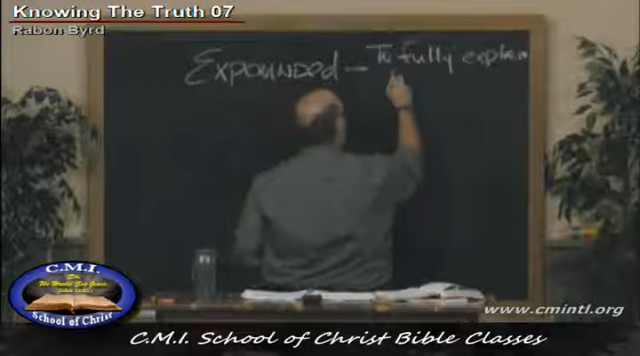 Knowing The Truth 07
Rabon Byrd
Expounded — To fully explain
C.M.I.
School of Christ
www.cmintl.org
C.M.I. School of Christ Bible Classes